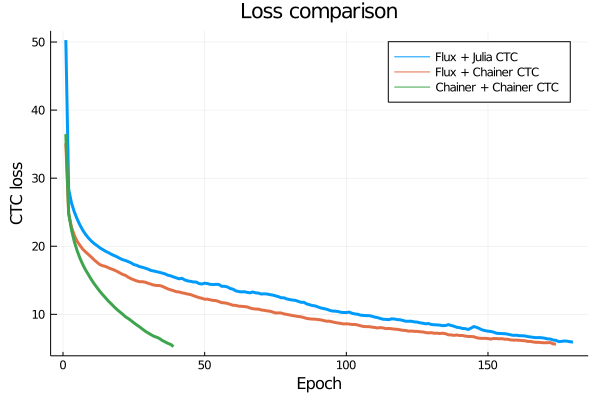 Loss comparison
CTC loss
50
40
30
20
10
Flux + Julia CTC
Flux + Chainer CTC
Chainer + Chainer CTC
0
50
100
150
Epoch